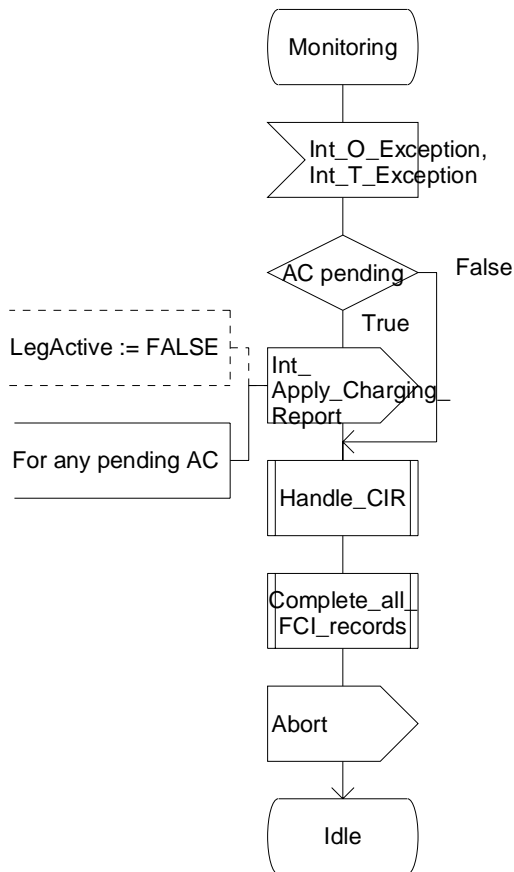 Monitoring
Int_O_Exception,
Int_T_Exception
AC pending
False
True
LegActive := FALSE
Int_
Apply_Charging_
Report
For any pending AC
Handle_CIR
Complete_all_
FCI_records
Abort
Idle